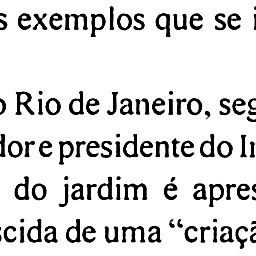 s exemplos que se i
o Rio de Janeiro, seg
dor e presidente do In
do jardim é apres
scida de uma “criaçã